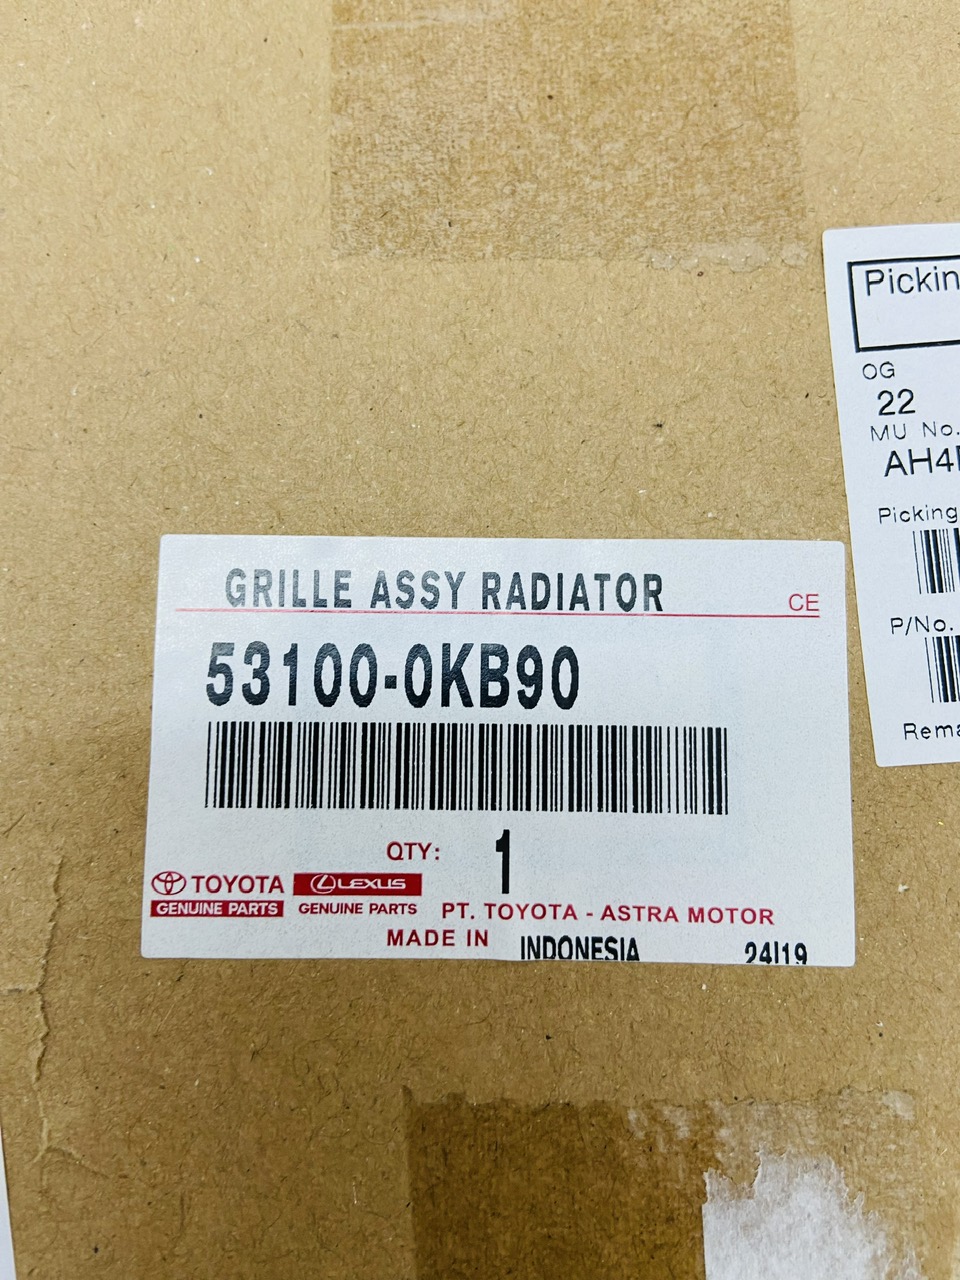 GRILLE ASSY RADIATOR
CE
53100-0KB90
QTY: 1
TOYOTA
GENUINE PARTS
LEXUS
GENUINE PARTS
PT. TOYOTA - ASTRA MOTOR
MADE IN INDONESIA
24I19
OG
22
MU No.
P/No.